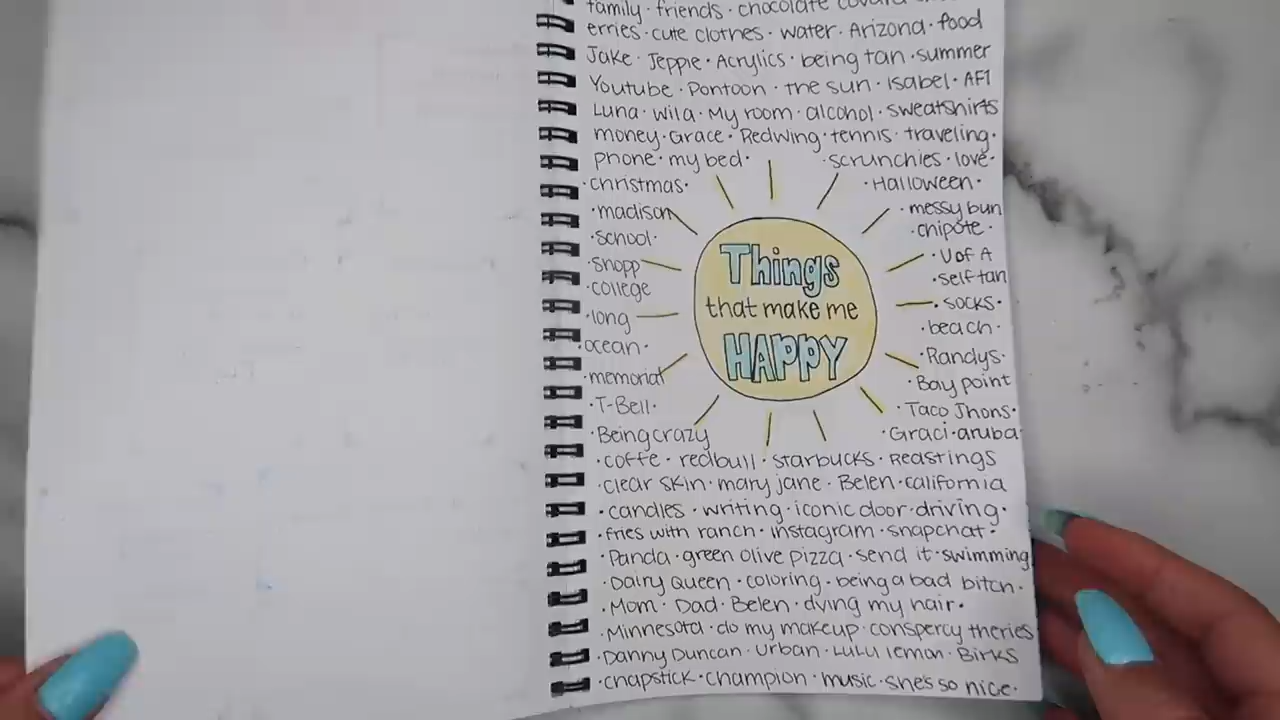 family · friends · chocolate
erries · cute clothes · water · Arizona · food
Jake · Jeppie · Acrylics · being tan · summer
Youtube · Pontoon · the sun · Isabel · AF1
Luna · wila · My room · alcohol · sweatshirts
money · Grace · Redwing · tennis · traveling ·
phone · my bed · · scrunchies · love ·
· christmas · · Halloween ·
· madison · messy bun
· school · · chipote ·
· snopp · U of A
· college · self tan
· long · socks ·
ocean · · beach ·
· memorial · Randys ·
· T-Bell · · Bay point
· Being crazy · Taco Jhons ·
· Graci · aruba
Things
that make me
HAPPY
· coffe · redbull · starbucks · Reastings
· clear skin · mary jane · Belen · california
· candles · writing · iconic door · driving ·
· fries with ranch · instagram · snapchat ·
· Panda · green olive pizza · send it · swimming
· Dairy Queen · coloring · being a bad bitch ·
· Mom · Dad · Belen · dying my hair ·
· Minnesota · do my makeup · conspercy theries
· Danny Duncan · urban · LuLu lemon · Birks
· chapstick · champion · music · she's so nice ·